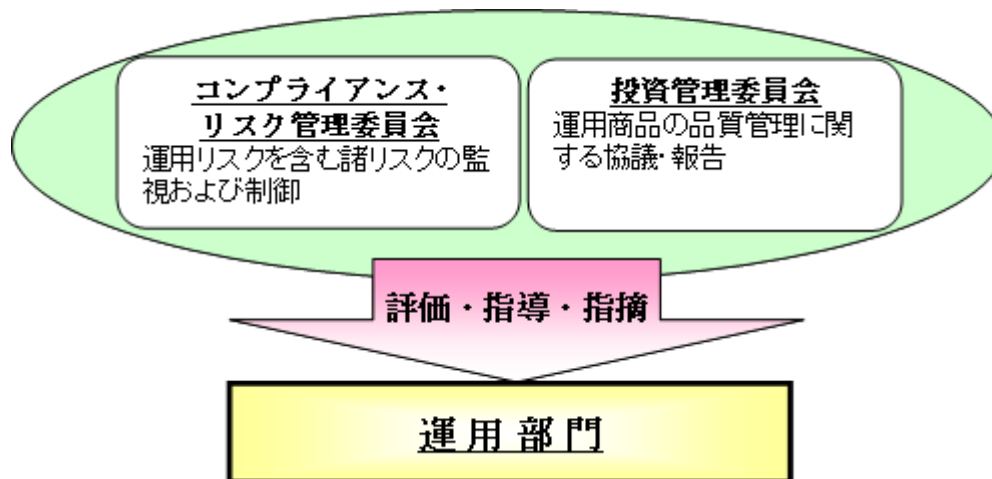 コンプライアンス・
リスク管理委員会
運用リスクを含む諸リスクの監
視および制御
投資管理委員会
運用商品の品質管理に関
する協議・報告
評価・指導・指摘
運用部門